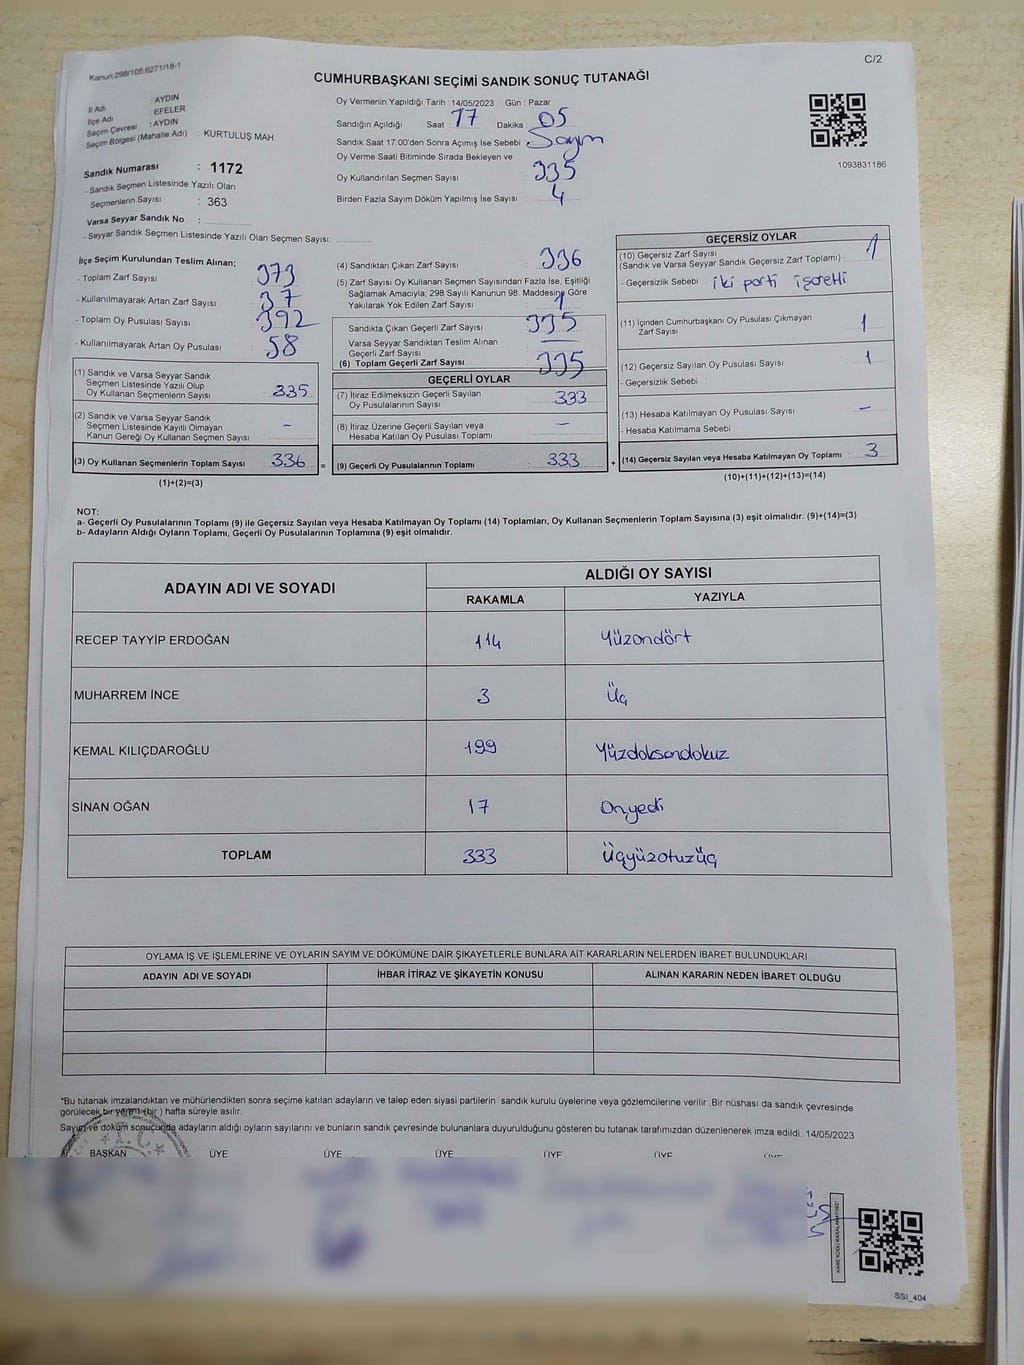 Kanun:298/105;6271/18-1
C/2
CUMHURBAŞKANI SEÇİMİ SANDIK SONUÇ TUTANAĞI
İl Adı : AYDIN
İlçe Adı : EFELER
Seçim Çevresi : AYDIN
Seçim Bölgesi (Mahalle Adı) : KURTULUŞ MAH
Sandık Numarası : 1172
- Sandık Seçmen Listesinde Yazılı Olan
Seçmenlerin Sayısı : 363
Varsa Seyyar Sandık No :
- Seyyar Sandık Seçmen Listesinde Yazılı Olan Seçmen Sayısı:
Oy Vermenin Yapıldığı Tarih : 14/05/2023 Gün : Pazar
Sandığın Açıldığı Saat 17 Dakika 05
Sandık Saat 17:00'den Sonra Açımış İse Sebebi : Sayım
Oy Verme Saati Bitiminde Sırada Bekleyen ve
Oy Kullandırılan Seçmen Sayısı 335
Birden Fazla Sayım Döküm Yapılmış İse Sayısı : 4
1093831186
İlçe Seçim Kurulundan Teslim Alınan;
- Toplam Zarf Sayısı 373
- Kullanılmayarak Artan Zarf Sayısı : 37
- Toplam Oy Pusulası Sayısı : 392
- Kullanılmayarak Artan Oy Pusulası : 58
(1) Sandık ve Varsa Seyyar Sandık
Seçmen Listesinde Yazılı Olup
Oy Kullanan Seçmenlerin Sayısı : 335
(2) Sandık ve Varsa Seyyar Sandık
Seçmen Listesinde Kayıtlı Olmayan
Kanun Gereği Oy Kullanan Seçmen Sayısı : -
(3) Oy Kullanan Seçmenlerin Toplam Sayısı : 336 =
(1)+(2)=(3)
(4) Sandıktan Çıkan Zarf Sayısı : 336
(5) Zarf Sayısı Oy Kullanan Seçmen Sayısından Fazla İse, Eşitliği
Sağlamak Amacıyla, 298 Sayılı Kanunun 98. Maddesine Göre
Yakılarak Yok Edilen Zarf Sayısı : 1
Sandıkta Çıkan Geçerli Zarf Sayısı : 335
Varsa Seyyar Sandıktan Teslim Alınan
Geçerli Zarf Sayısı : —
(6) Toplam Geçerli Zarf Sayısı : 335
GEÇERLİ OYLAR
(7) İtiraz Edilmeksizin Geçerli Sayılan
Oy Pusulalarının Sayısı : 333
(8) İtiraz Üzerine Geçerli Sayılan veya
Hesaba Katılan Oy Pusulası Toplamı : —
(9) Geçerli Oy Pusulalarının Toplamı : 333 +
GEÇERSİZ OYLAR
(10) Geçersiz Zarf Sayısı
(Sandık ve Varsa Seyyar Sandık Geçersiz Zarf Toplamı) : 1
- Geçersizlik Sebebi : iki parti işaretli
(11) İçinden Cumhurbaşkanı Oy Pusulası Çıkmayan
Zarf Sayısı : 1
(12) Geçersiz Sayılan Oy Pusulası Sayısı : 1
- Geçersizlik Sebebi :
(13) Hesaba Katılmayan Oy Pusulası Sayısı : —
- Hesaba Katılmama Sebebi :
(14) Geçersiz Sayılan veya Hesaba Katılmayan Oy Toplamı : 3
(10)+(11)+(12)+(13)=(14)
NOT:
a- Geçerli Oy Pusulalarının Toplamı (9) ile Geçersiz Sayılan veya Hesaba Katılmayan Oy Toplamı (14) Toplamları, Oy Kullanan Seçmenlerin Toplam Sayısına (3) eşit olmalıdır. (9)+(14)=(3)
b- Adayların Aldığı Oyların Toplamı, Geçerli Oy Pusulalarının Toplamına (9) eşit olmalıdır.
ADAYIN ADI VE SOYADI
ALDIĞI OY SAYISI
RAKAMLA YAZIYLA
RECEP TAYYİP ERDOĞAN 114 Yüzondört
MUHARREM İNCE 3 Üç
KEMAL KILIÇDAROĞLU 199 Yüzdoksandokuz
SİNAN OĞAN 17 Onyedi
TOPLAM 333 Üçyüzotuzüç
OYLAMA İŞ VE İŞLEMLERİNE VE OYLARIN SAYIM VE DÖKÜMÜNE DAİR ŞİKAYETLERLE BUNLARA AİT KARARLARIN NELERDEN İBARET BULUNDUKLARI
ADAYIN ADI VE SOYADI İHBAR İTİRAZ VE ŞİKAYETİN KONUSU ALINAN KARARIN NEDEN İBARET OLDUĞU
*Bu tutanak imzalandıktan ve mühürlendikten sonra seçime katılan adayların ve talep eden siyasi partilerin sandık kurulu üyelerine veya gözlemcilerine verilir. Bir nüshası da sandık çevresinde
görülecek bir yere 1 (bir ) hafta süreyle asılır.
Sayım ve döküm sonucunda adayların aldığı oyların sayılarını ve bunların sandık çevresinde bulunanlara duyurulduğunu gösteren bu tutanak tarafımızdan düzenlenerek imza edildi. 14/05/2023
T.C.
BAŞKAN ÜYE ÜYE ÜYE ÜYE ÜYE ÜYE
KARE KODU KARALAMAYINIZ!
SSI_404